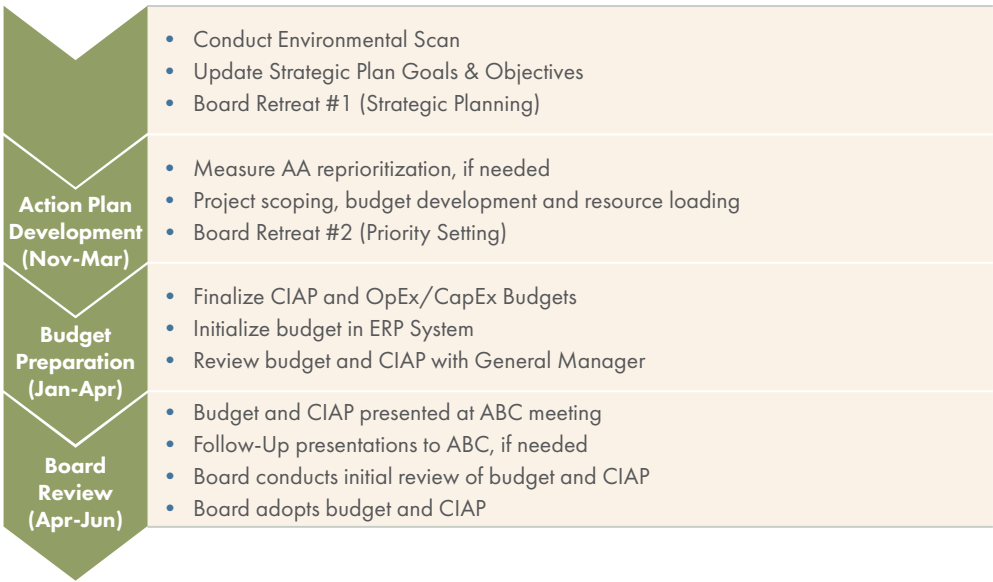 • Conduct Environmental Scan
• Update Strategic Plan Goals & Objectives
• Board Retreat #1 (Strategic Planning)
Action Plan
Development
(Nov-Mar)
• Measure AA reprioritization, if needed
• Project scoping, budget development and resource loading
• Board Retreat #2 (Priority Setting)
Budget
Preparation
(Jan-Apr)
• Finalize CIAP and OpEx/CapEx Budgets
• Initialize budget in ERP System
• Review budget and CIAP with General Manager
Board
Review
(Apr-Jun)
• Budget and CIAP presented at ABC meeting
• Follow-Up presentations to ABC, if needed
• Board conducts initial review of budget and CIAP
• Board adopts budget and CIAP